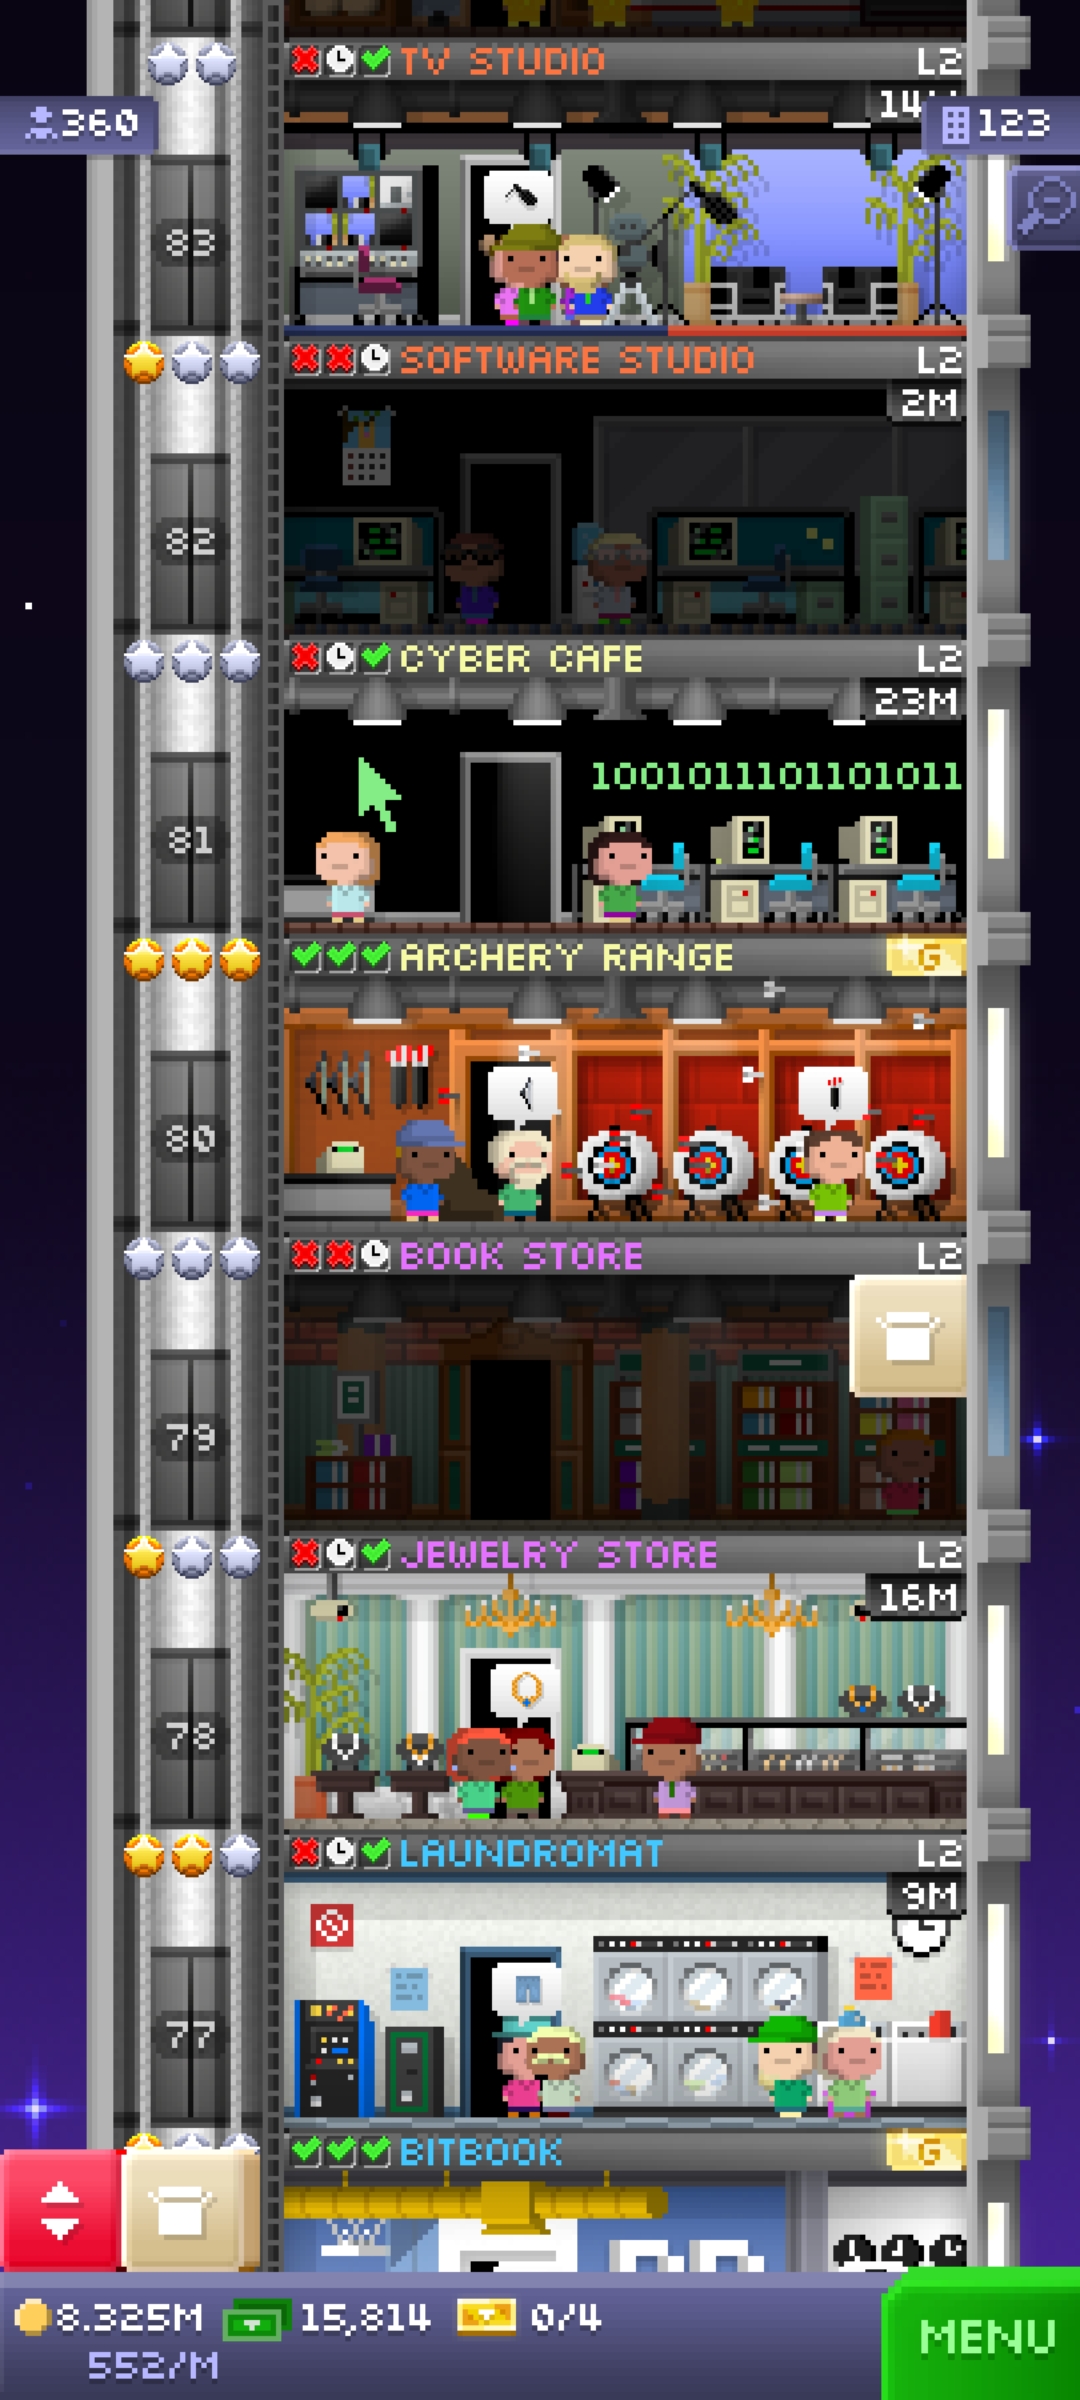 TV STUDIO L2
360
123
83
SOFTWARE STUDIO L2
2M
82
CYBER CAFE L2
23M
1001011101101011
81
ARCHERY RANGE G
80
BOOK STORE L2
79
JEWELRY STORE L2
16M
78
LAUNDROMAT L2
9M
77
BITBOOK G
8.325M 15,814 0/4
552/M
MENU